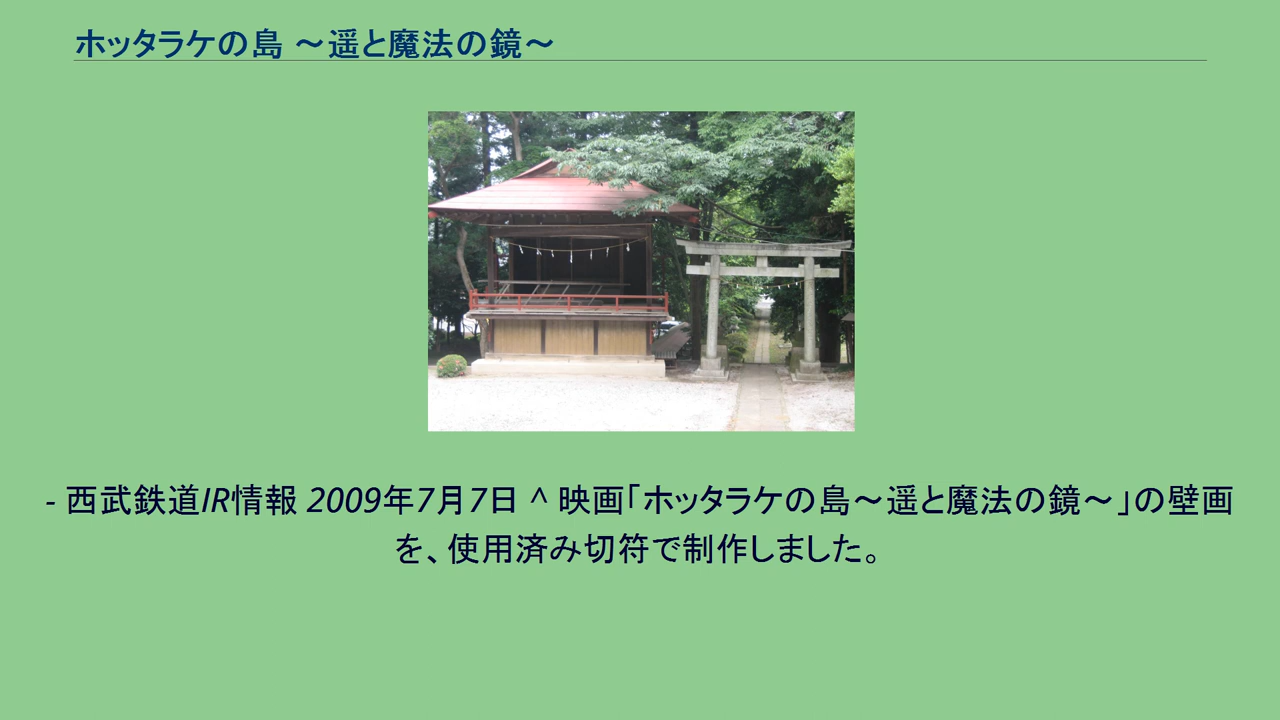 ホッタラケの島 ～遥と魔法の鏡～
- 西武鉄道IR情報 2009年7月7日 ^ 映画｢ホッタラケの島～遥と魔法の鏡～｣の壁画
を、使用済み切符で制作しました。